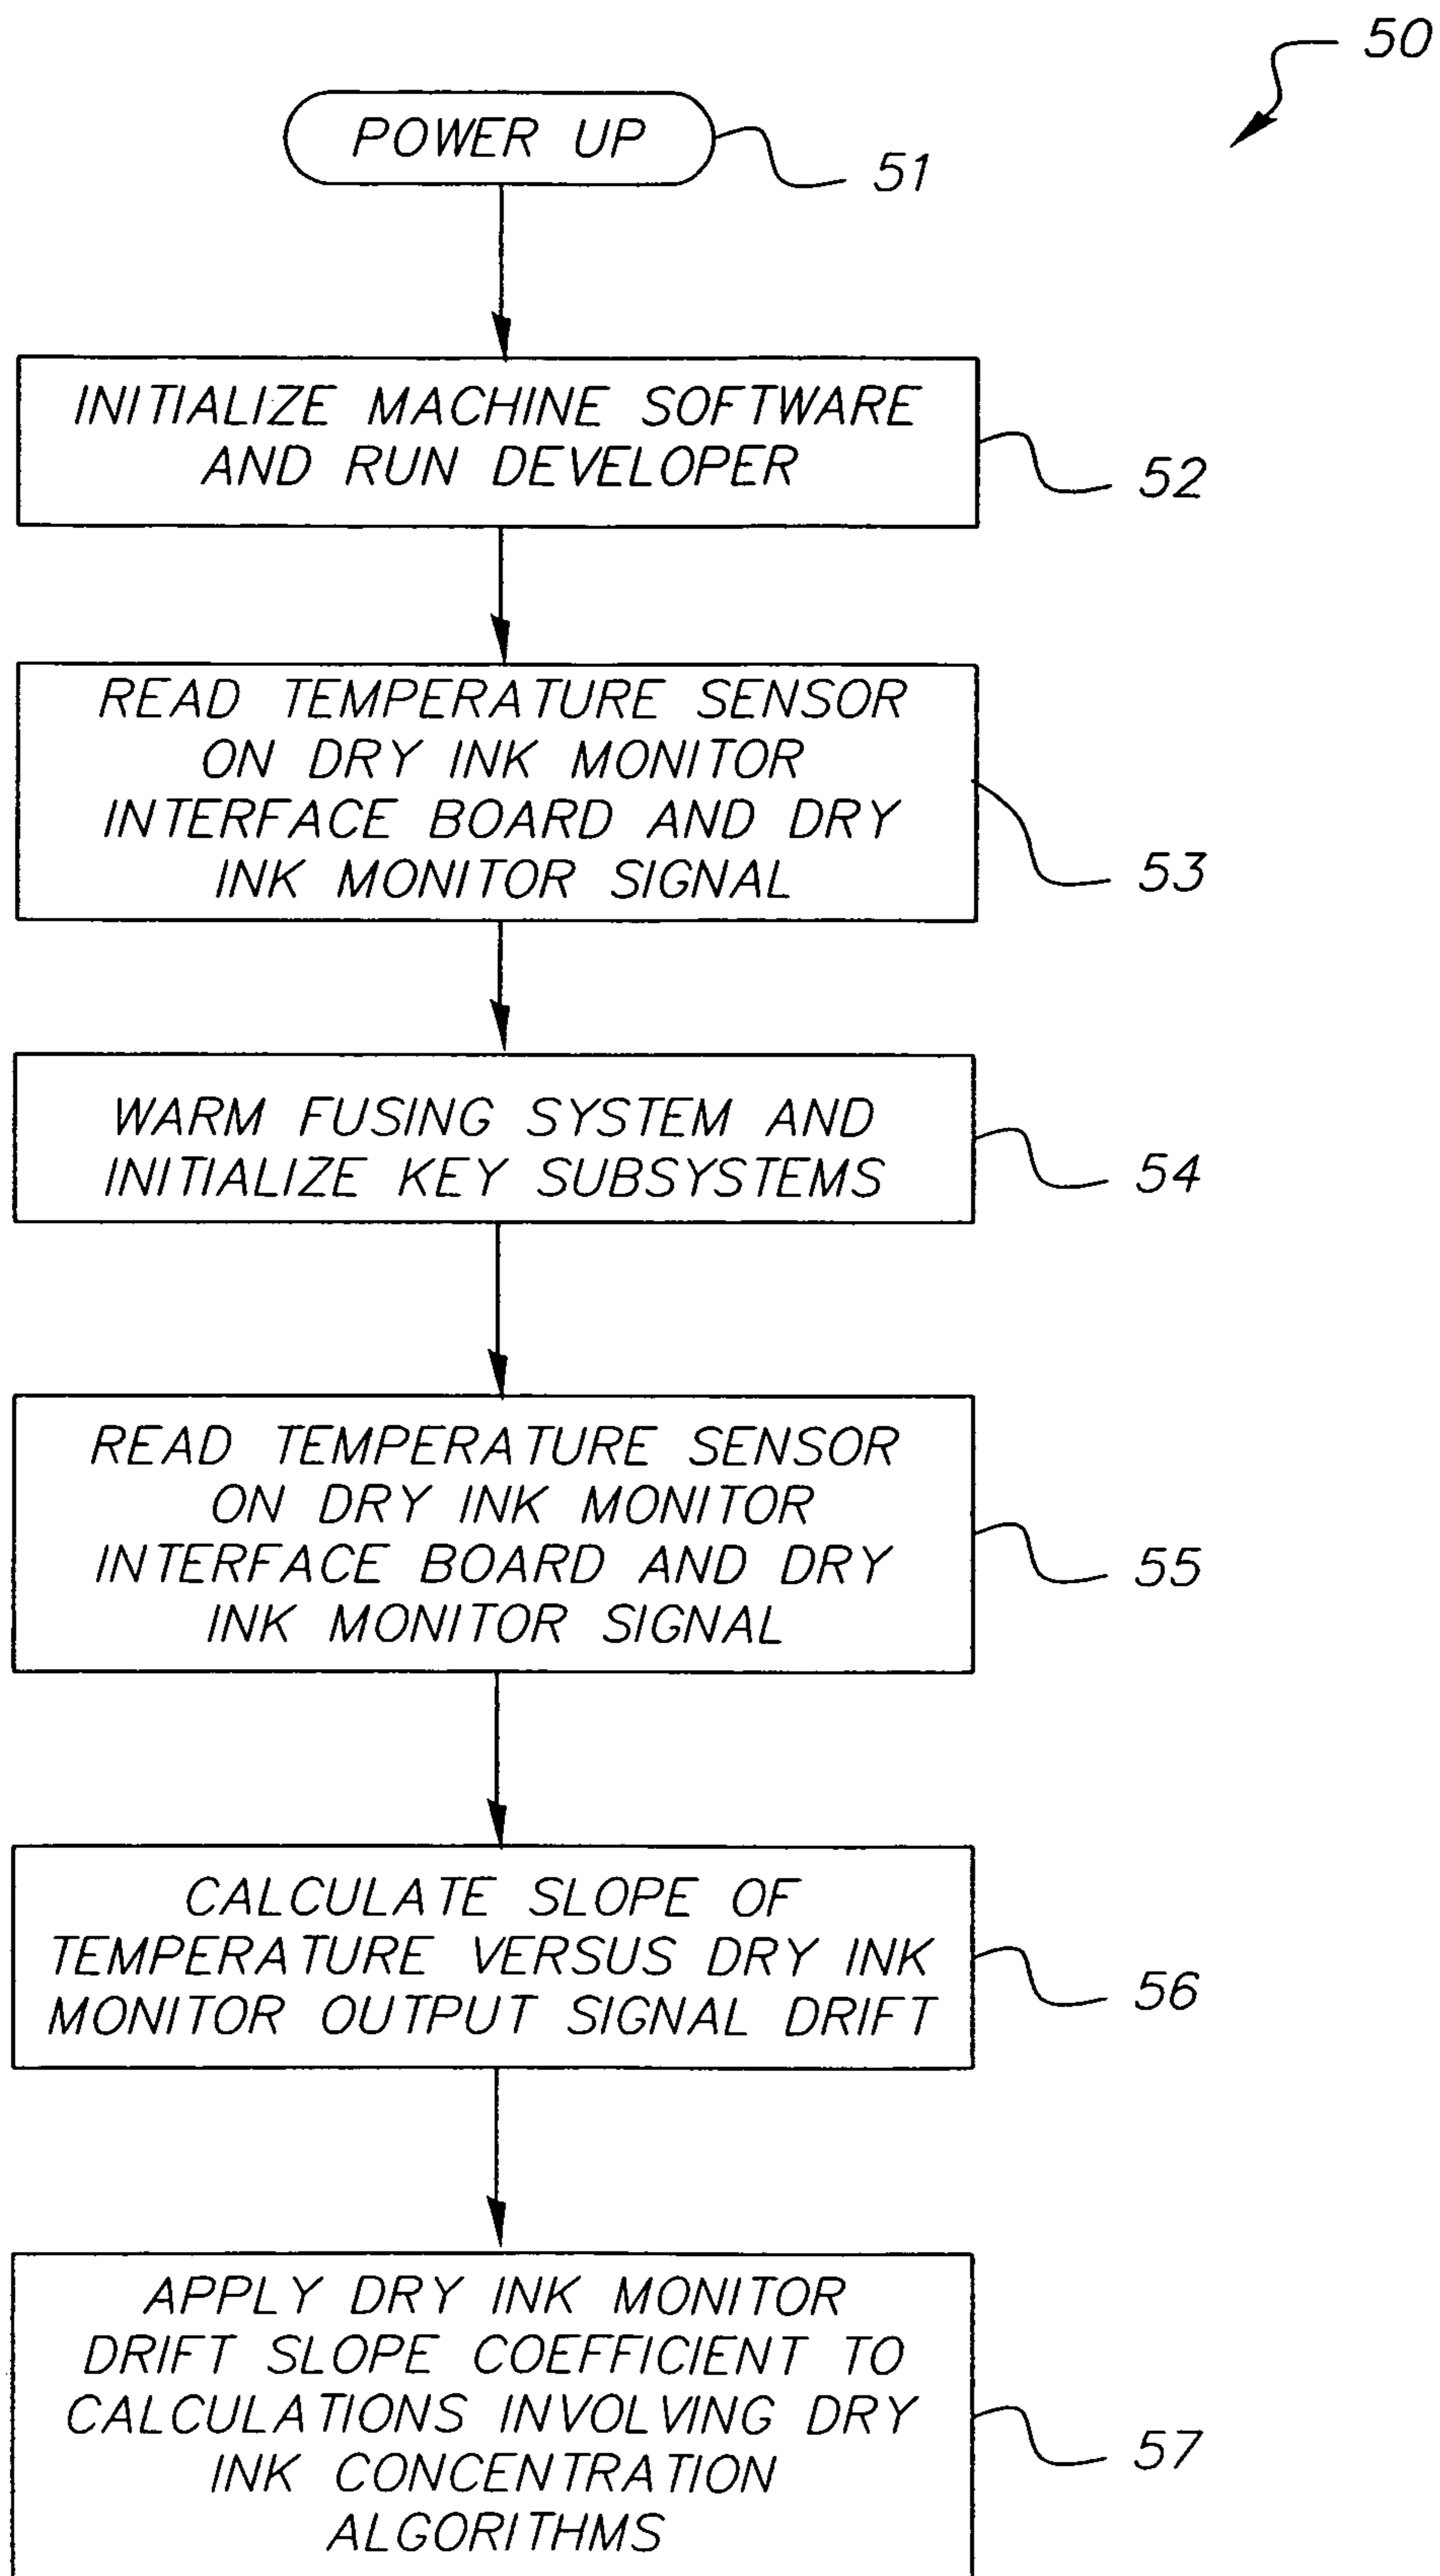 50
POWER UP
51
INITIALIZE MACHINE SOFTWARE
AND RUN DEVELOPER
52
READ TEMPERATURE SENSOR
ON DRY INK MONITOR
INTERFACE BOARD AND DRY
INK MONITOR SIGNAL
53
WARM FUSING SYSTEM AND
INITIALIZE KEY SUBSYSTEMS
54
READ TEMPERATURE SENSOR
ON DRY INK MONITOR
INTERFACE BOARD AND DRY
INK MONITOR SIGNAL
55
CALCULATE SLOPE OF
TEMPERATURE VERSUS DRY INK
MONITOR OUTPUT SIGNAL DRIFT
56
APPLY DRY INK MONITOR
DRIFT SLOPE COEFFICIENT TO
CALCULATIONS INVOLVING DRY
INK CONCENTRATION
ALGORITHMS
57